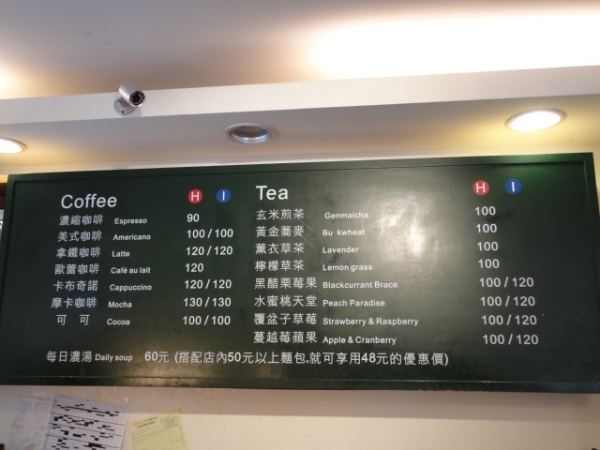 Coffee H I
濃縮咖啡 Espresso 90
美式咖啡 Americano 100/100
拿鐵咖啡 Latte 120/120
歐蕾咖啡 Café au lait 120
卡布奇諾 Cappuccino 120/120
摩卡咖啡 Mocha 130/130
可可 Cocoa 100/100
Tea H I
玄米煎茶 Genmaicha 100
黃金蕎麥 Bu kwheat 100
薰衣草茶 Lavender 100
檸檬草茶 Lemon grass 100
黑醋栗莓果 Blackcurrant Brace 100/120
水蜜桃天堂 Peach Paradise 100/120
覆盆子草莓 Strawberry & Raspberry 100/120
蔓越莓蘋果 Apple & Cranberry 100/120
每日濃湯 Daily soup 60元 (搭配店內50元以上麵包,就可享用48元的優惠價)